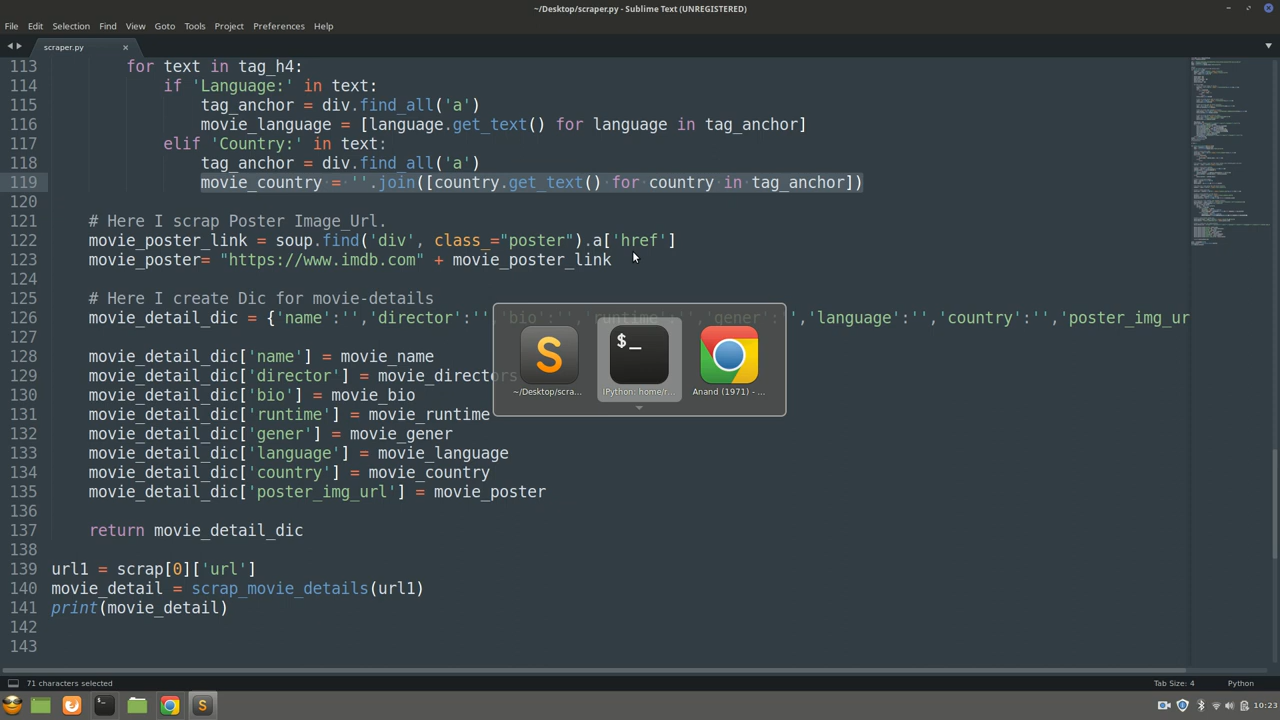 ~/Desktop/scraper.py - Sublime Text (UNREGISTERED)
File Edit Selection Find View Goto Tools Project Preferences Help
scraper.py
113 for text in tag_h4:
114 if 'Language:' in text:
115 tag_anchor = div.find_all('a')
116 movie_language = [language.get_text() for language in tag_anchor]
117 elif 'Country:' in text:
118 tag_anchor = div.find_all('a')
119 movie_country = ''.join([country.get_text() for country in tag_anchor])
120
121 # Here I scrap Poster Image_Url.
122 movie_poster_link = soup.find('div', class_="poster").a['href']
123 movie_poster= "https://www.imdb.com" + movie_poster_link
124
125 # Here I create Dic for movie-details
126 movie_detail_dic = {'name':'','director':'','bio':'','runtime':'','gener':'','language':'','country':'','poster_img_ur
127
128 movie_detail_dic['name'] = movie_name
129 movie_detail_dic['director'] = movie_directors
130 movie_detail_dic['bio'] = movie_bio
131 movie_detail_dic['runtime'] = movie_runtime
132 movie_detail_dic['gener'] = movie_gener
133 movie_detail_dic['language'] = movie_language
134 movie_detail_dic['country'] = movie_country
135 movie_detail_dic['poster_img_url'] = movie_poster
136
137 return movie_detail_dic
138
139 url1 = scrap[0]['url']
140 movie_detail = scrap_movie_details(url1)
141 print(movie_detail)
142
143
$_
~/Desktop/scra... IPython: home/r... Anand (1971) - ...
71 characters selected Tab Size: 4 Python
10:23